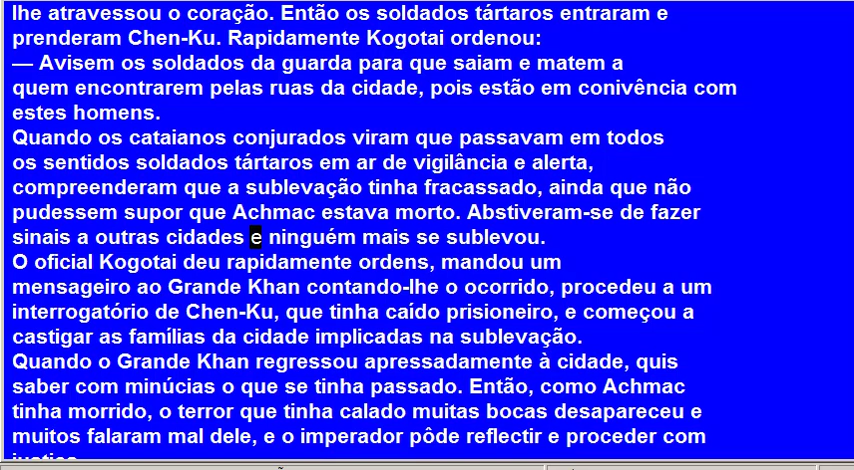 lhe atravessou o coração. Então os soldados tártaros entraram e
prenderam Chen-Ku. Rapidamente Kogotai ordenou:
— Avisem os soldados da guarda para que saiam e matem a
quem encontrarem pelas ruas da cidade, pois estão em conivência com
estes homens.
Quando os cataianos conjurados viram que passavam em todos
os sentidos soldados tártaros em ar de vigilância e alerta,
compreenderam que a sublevação tinha fracassado, ainda que não
pudessem supor que Achmac estava morto. Abstiveram-se de fazer
sinais a outras cidades e ninguém mais se sublevou.
O oficial Kogotai deu rapidamente ordens, mandou um
mensageiro ao Grande Khan contando-lhe o ocorrido, procedeu a um
interrogatório de Chen-Ku, que tinha caído prisioneiro, e começou a
castigar as famílias da cidade implicadas na sublevação.
Quando o Grande Khan regressou apressadamente à cidade, quis
saber com minúcias o que se tinha passado. Então, como Achmac
tinha morrido, o terror que tinha calado muitas bocas desapareceu e
muitos falaram mal dele, e o imperador pôde reflectir e proceder com